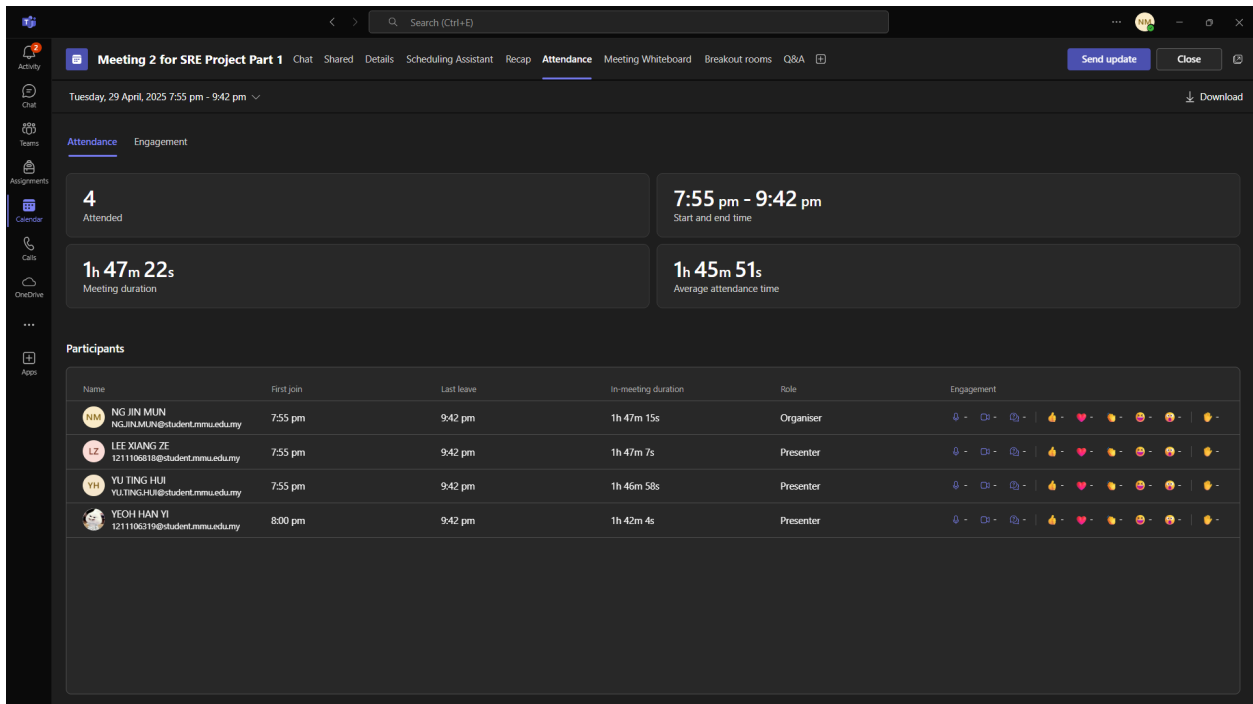 Search (Ctrl+E)
NM
2
Activity
Chat
Teams
Assignments
Calendar
Calls
OneDrive
Apps
Meeting 2 for SRE Project Part 1 Chat Shared Details Scheduling Assistant Recap Attendance Meeting Whiteboard Breakout rooms Q&A
Send update Close
Tuesday, 29 April, 2025 7:55 pm - 9:42 pm
Download
Attendance Engagement
4
Attended
7:55 pm - 9:42 pm
Start and end time
1h 47m 22s
Meeting duration
1h 45m 51s
Average attendance time
Participants
Name First join Last leave In-meeting duration Role Engagement
NM NG JIN MUN
NG.JIN.MUN@student.mmu.edu.my
7:55 pm 9:42 pm 1h 47m 15s Organiser - - - - - - - - -
LZ LEE XIANG ZE
1211106818@student.mmu.edu.my
7:55 pm 9:42 pm 1h 47m 7s Presenter - - - - - - - - -
YH YU TING HUI
YU.TING.HUI@student.mmu.edu.my
7:55 pm 9:42 pm 1h 46m 58s Presenter - - - - - - - - -
YEOH HAN YI
1211106319@student.mmu.edu.my
8:00 pm 9:42 pm 1h 42m 4s Presenter - - - - - - - - -